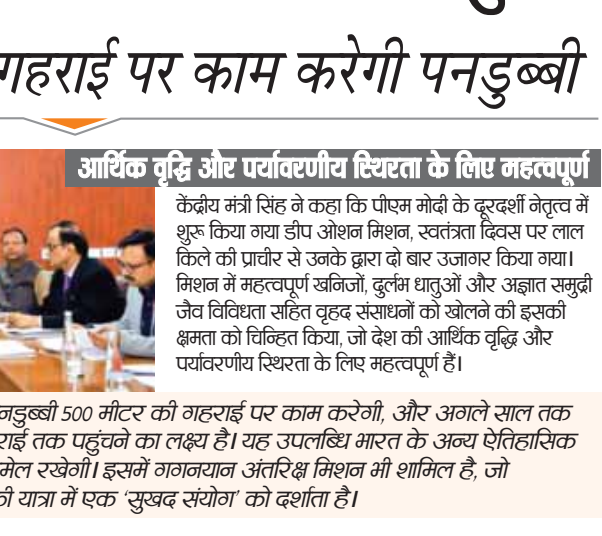 गहराई पर काम करेगी पनडुब्बी
आर्थिक वृद्धि और पर्यावरणीय स्थिरता के लिए महत्वपूर्ण
केंद्रीय मंत्री सिंह ने कहा कि पीएम मोदी के दूरदर्शी नेतृत्व में
शुरू किया गया डीप ओशन मिशन, स्वतंत्रता दिवस पर लाल
किले की प्राचीर से उनके द्वारा दो बार उजागर किया गया।
मिशन में महत्वपूर्ण खनिजों, दुर्लभ धातुओं और अज्ञात समुद्री
जैव विविधता सहित वृहद संसाधनों को खोलने की इसकी
क्षमता को चिन्हित किया, जो देश की आर्थिक वृद्धि और
पर्यावरणीय स्थिरता के लिए महत्वपूर्ण हैं।
500 मीटर की गहराई पर काम करेगी, और अगले साल तक
तक पहुंचने का लक्ष्य है। यह उपलब्धि भारत के अन्य ऐतिहासिक
रखेगी। इसमें गगनयान अंतरिक्ष मिशन भी शामिल है, जो
यात्रा में एक ‘सुखद संयोग’ को दर्शाता है।